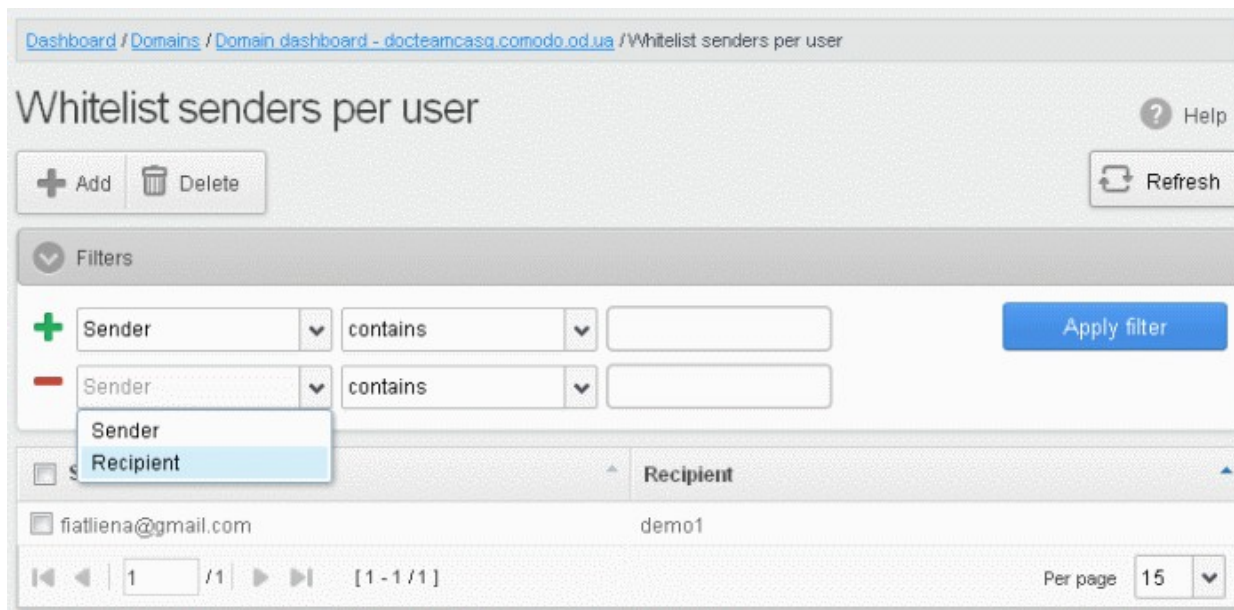 Dashboard / Domains / Domain dashboard - docteamcasg.comodo.od.ua / Whitelist senders per user
Whitelist senders per user
Help
Add Delete
Refresh
Filters
Sender contains
Apply filter
Sender contains
Sender
Recipient
S Recipient
fiatliena@gmail.com demo1
1 /1 [1 - 1 / 1] Per page 15